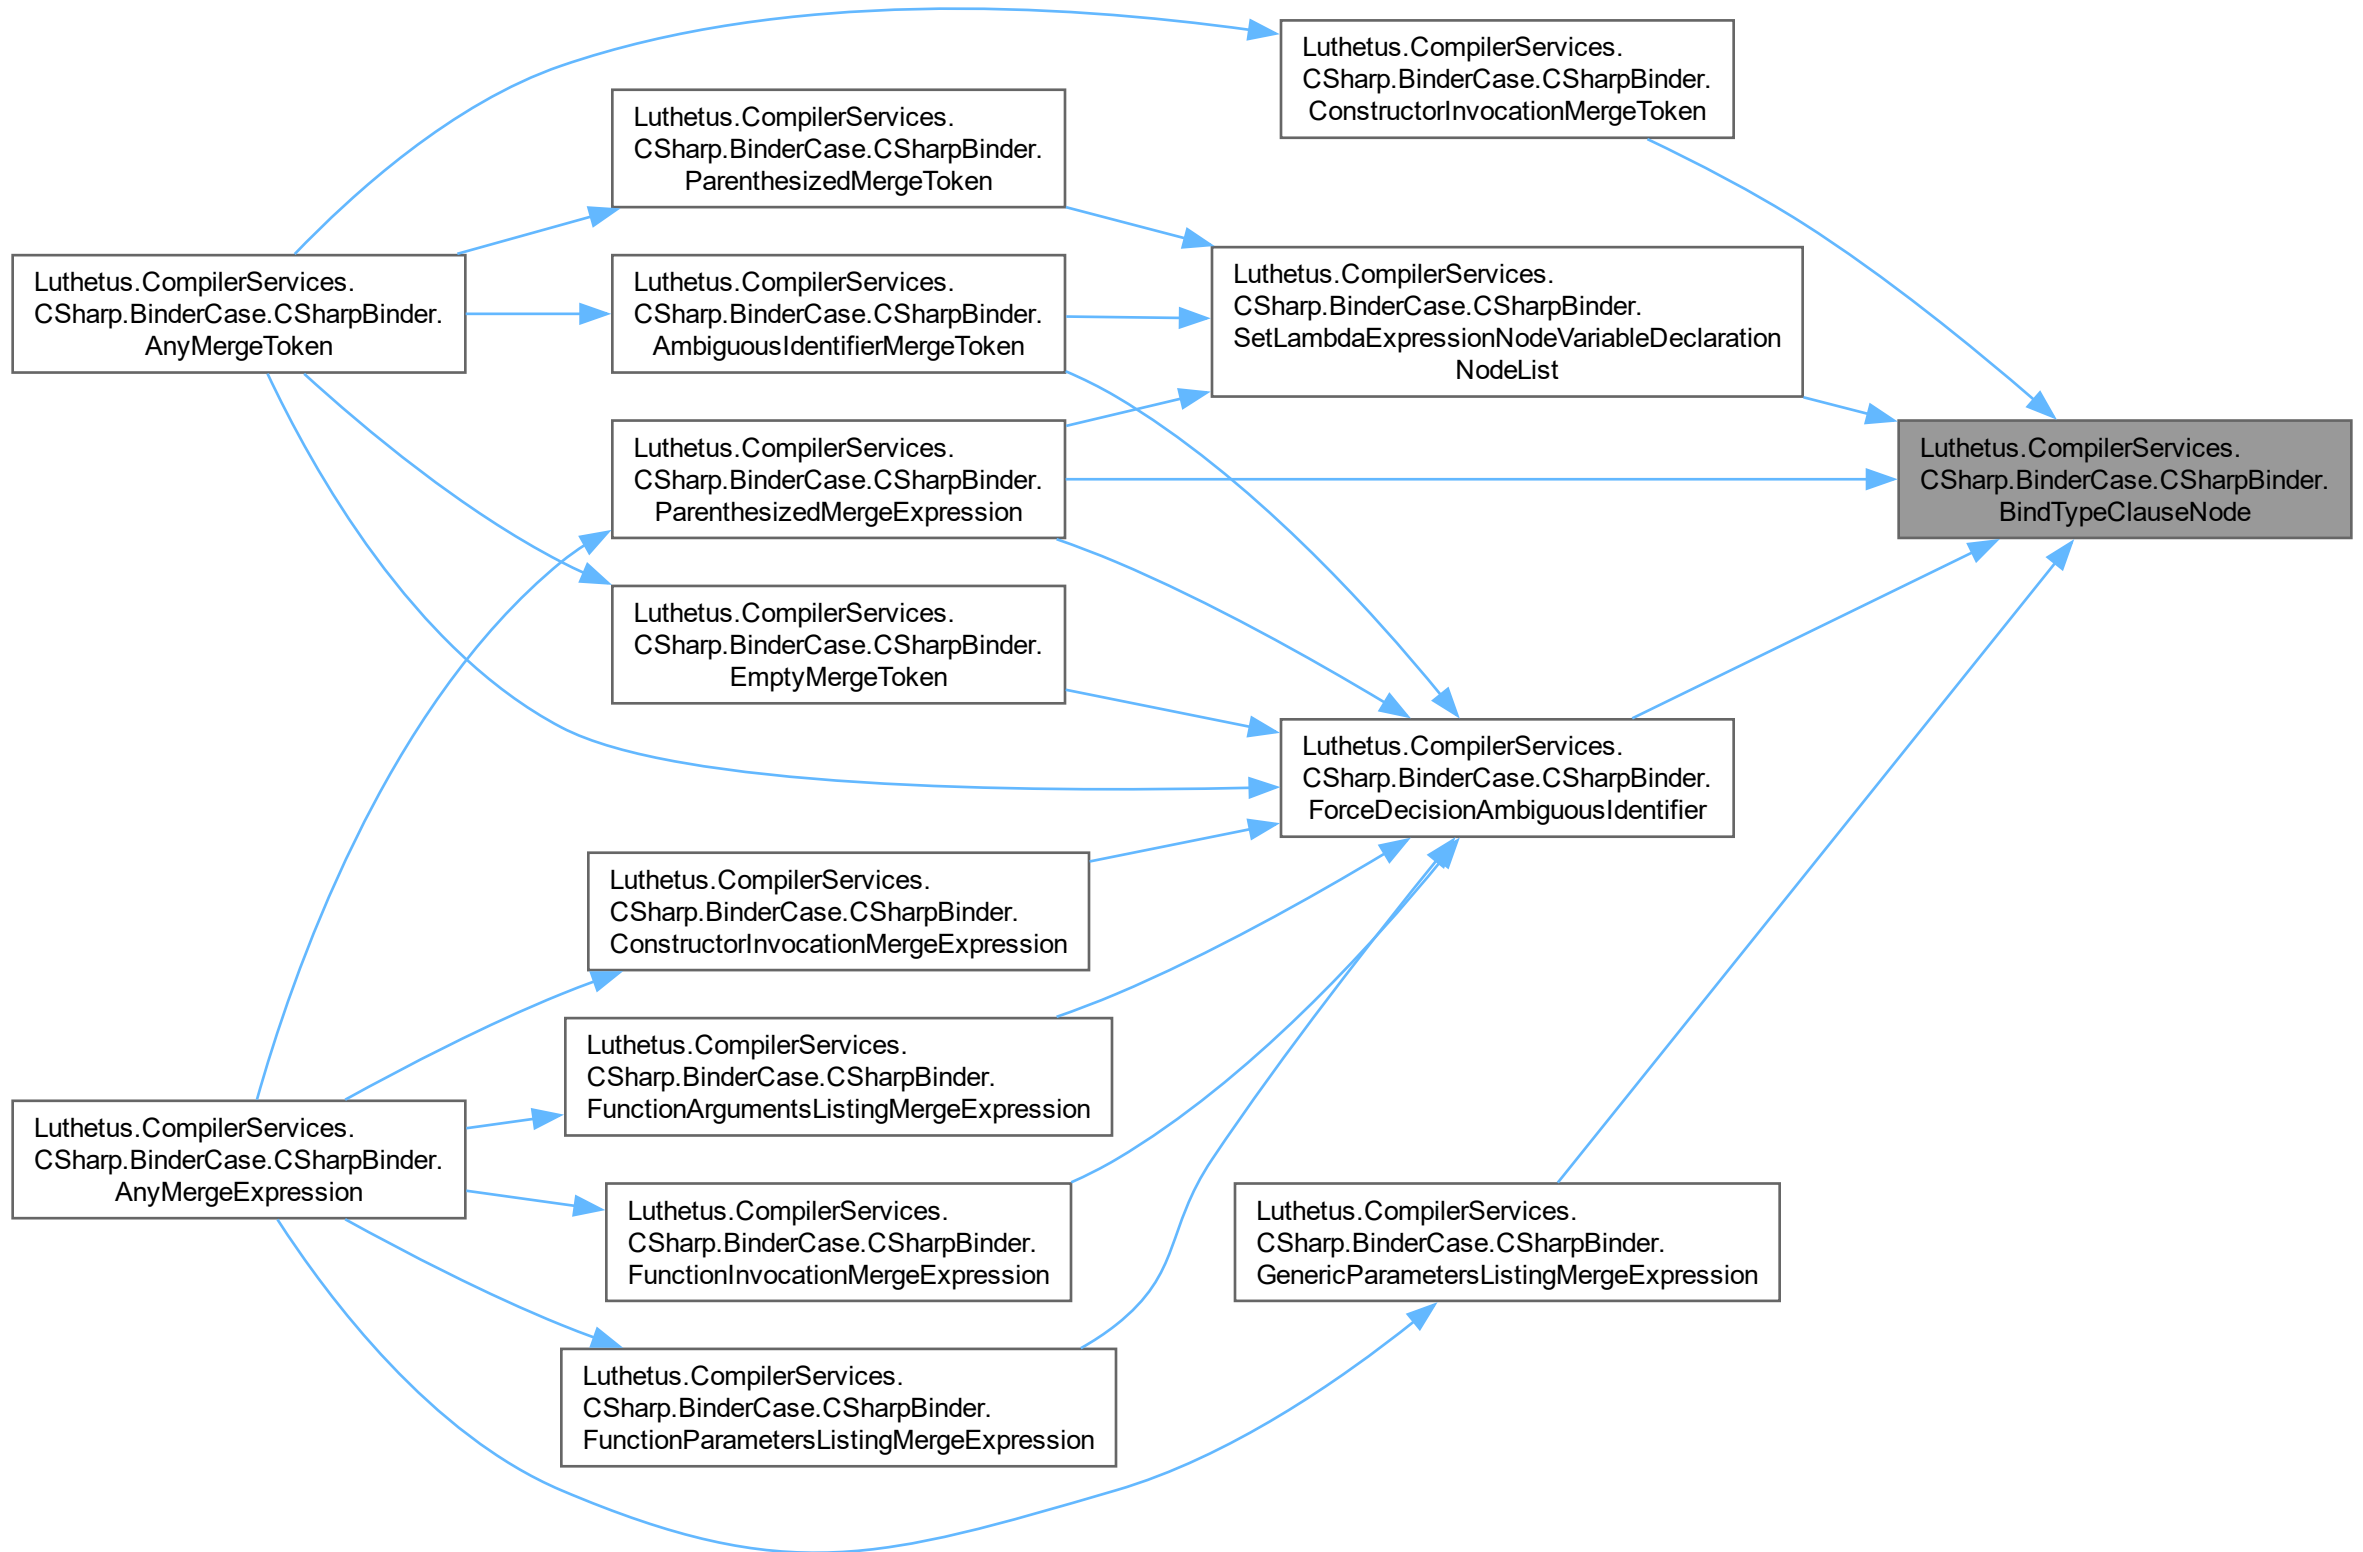 Luthetus.CompilerServices.
CSharp.BinderCase.CSharpBinder.
ConstructorInvocationMergeToken
Luthetus.CompilerServices.
CSharp.BinderCase.CSharpBinder.
ParenthesizedMergeToken
Luthetus.CompilerServices.
CSharp.BinderCase.CSharpBinder.
AnyMergeToken
Luthetus.CompilerServices.
CSharp.BinderCase.CSharpBinder.
AmbiguousIdentifierMergeToken
Luthetus.CompilerServices.
CSharp.BinderCase.CSharpBinder.
SetLambdaExpressionNodeVariableDeclaration
NodeList
Luthetus.CompilerServices.
CSharp.BinderCase.CSharpBinder.
ParenthesizedMergeExpression
Luthetus.CompilerServices.
CSharp.BinderCase.CSharpBinder.
BindTypeClauseNode
Luthetus.CompilerServices.
CSharp.BinderCase.CSharpBinder.
EmptyMergeToken
Luthetus.CompilerServices.
CSharp.BinderCase.CSharpBinder.
ForceDecisionAmbiguousIdentifier
Luthetus.CompilerServices.
CSharp.BinderCase.CSharpBinder.
ConstructorInvocationMergeExpression
Luthetus.CompilerServices.
CSharp.BinderCase.CSharpBinder.
FunctionArgumentsListingMergeExpression
Luthetus.CompilerServices.
CSharp.BinderCase.CSharpBinder.
AnyMergeExpression
Luthetus.CompilerServices.
CSharp.BinderCase.CSharpBinder.
FunctionInvocationMergeExpression
Luthetus.CompilerServices.
CSharp.BinderCase.CSharpBinder.
GenericParametersListingMergeExpression
Luthetus.CompilerServices.
CSharp.BinderCase.CSharpBinder.
FunctionParametersListingMergeExpression